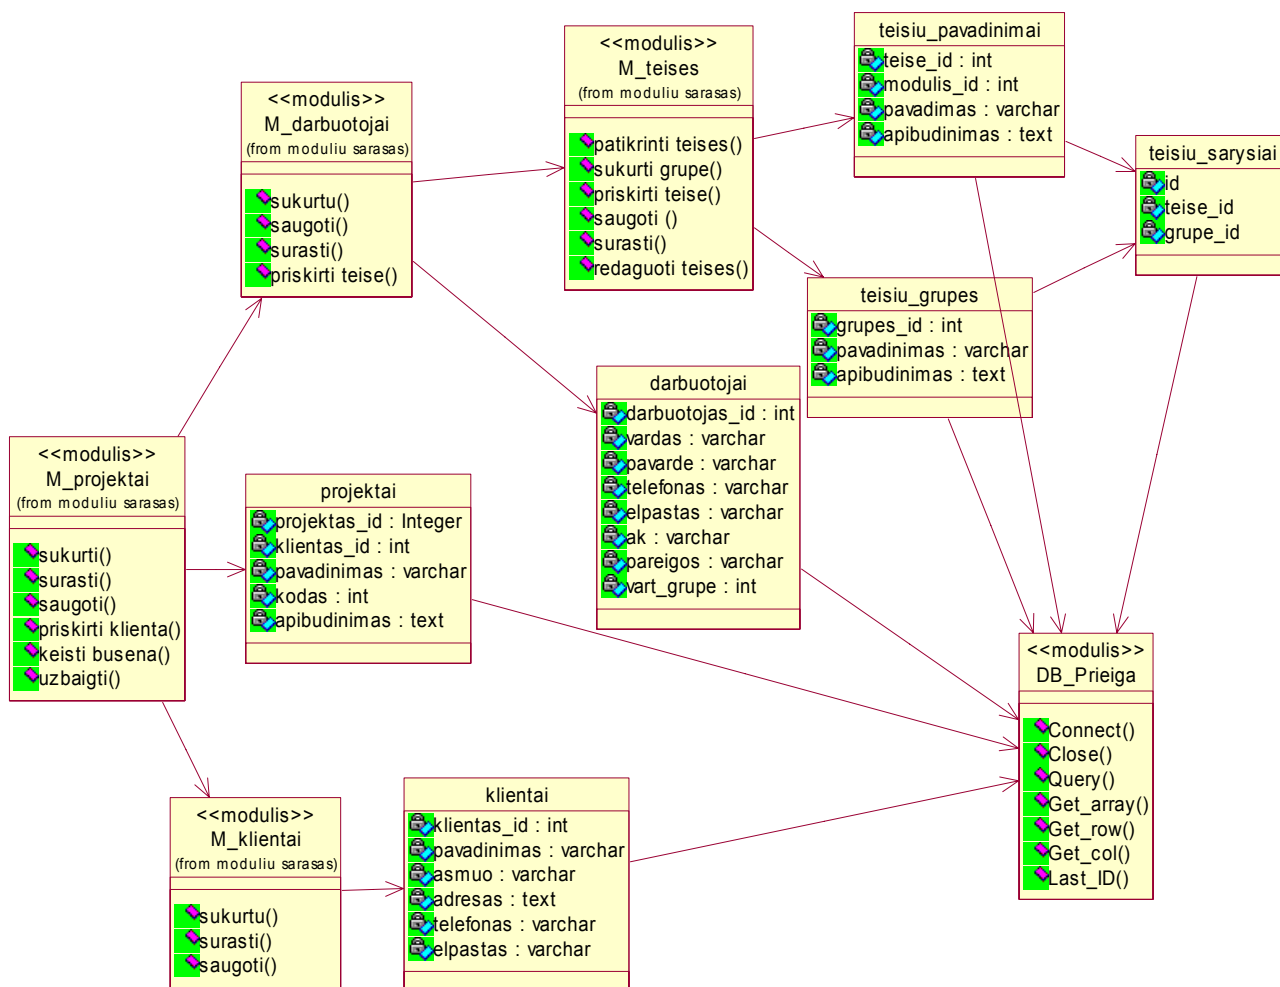 <<modulis>>
M_teises
(from moduliu sarasas)
patikrinti teises()
sukurti grupe()
priskirti teise()
saugoti ()
surasti()
redaguoti teises()
teisiu_pavadinimai
teise_id : int
modulis_id : int
pavadimas : varchar
apibudinimas : text
<<modulis>>
M_darbuotojai
(from moduliu sarasas)
sukurtu()
saugoti()
surasti()
priskirti teise()
teisiu_sarysiai
id
teise_id
grupe_id
teisiu_grupes
grupes_id : int
pavadinimas : varchar
apibudinimas : text
darbuotojai
darbuotojas_id : int
vardas : varchar
pavarde : varchar
telefonas : varchar
elpastas : varchar
ak : varchar
pareigos : varchar
vart_grupe : int
<<modulis>>
M_projektai
(from moduliu sarasas)
sukurti()
surasti()
saugoti()
priskirti klienta()
keisti busena()
uzbaigti()
projektai
projektas_id : Integer
klientas_id : int
pavadinimas : varchar
kodas : int
apibudinimas : text
<<modulis>>
DB_Prieiga
Connect()
Close()
Query()
Get_array()
Get_row()
Get_col()
Last_ID()
<<modulis>>
M_klientai
(from moduliu sarasas)
sukurtu()
surasti()
saugoti()
klientai
klientas_id : int
pavadinimas : varchar
asmuo : varchar
adresas : text
telefonas : varchar
elpastas : varchar